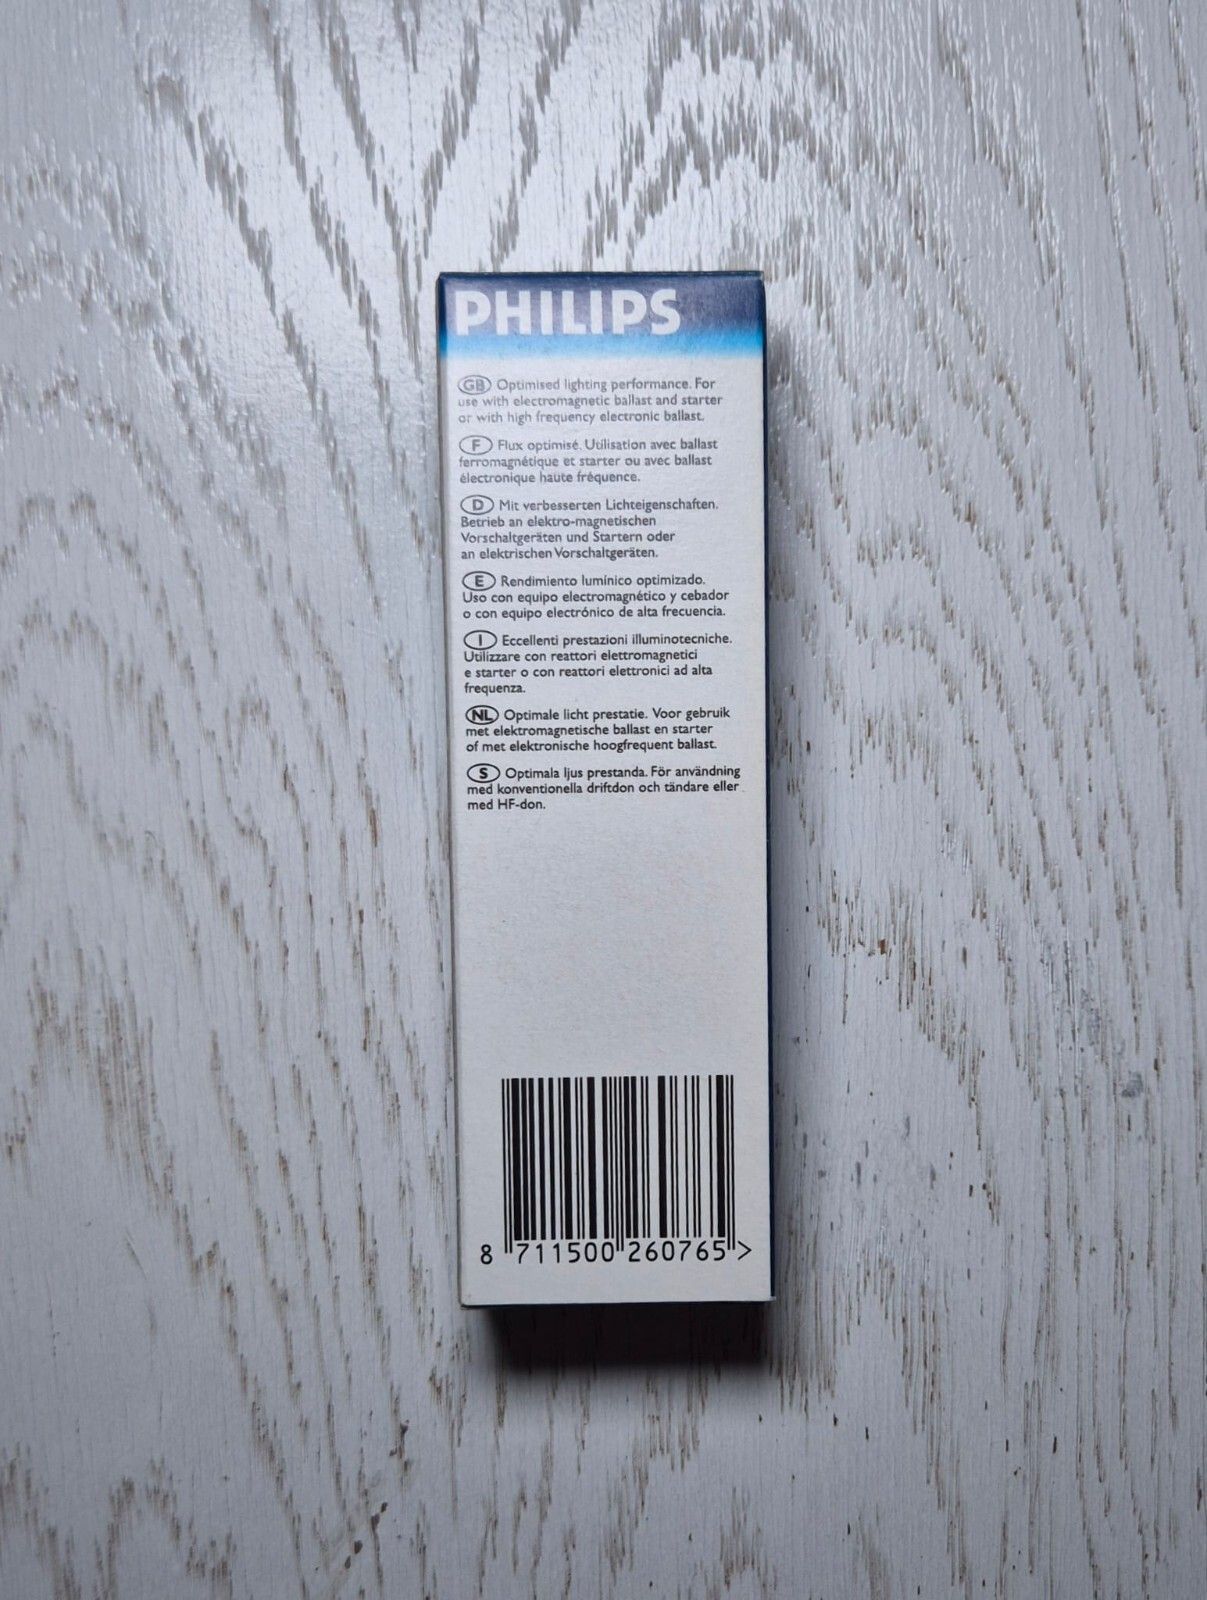 PHILIPS
GB Optimised lighting performance. For
use with electromagnetic ballast and starter
or with high frequency electronic ballast.
F Flux optimisé. Utilisation avec ballast
ferromagnétique et starter ou avec ballast
électronique haute fréquence.
D Mit verbesserten Lichteigenschaften.
Betrieb an elektro-magnetischen
Vorschaltgeräten und Startern oder
an elektrischen Vorschaltgeräten.
E Rendimiento lumínico optimizado.
Uso con equipo electromagnético y cebador
o con equipo electrónico de alta frecuencia.
I Eccellenti prestazioni illuminotecniche.
Utilizzare con reattori elettromagnetici
e starter o con reattori elettronici ad alta
frequenza.
NL Optimale licht prestatie. Voor gebruik
met elektromagnetische ballast en starter
of met elektronische hoogfrequent ballast.
S Optimala ljus prestanda. För användning
med konventionella driftdon och tändare eller
med HF-don.
8 711500 260765 >